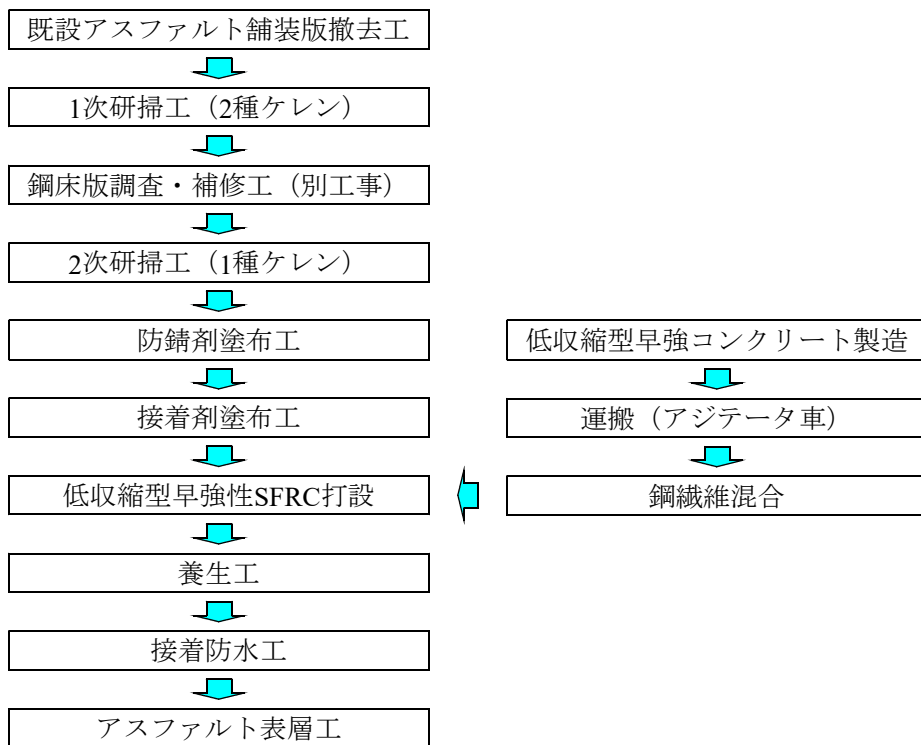 既設アスファルト舗装版撤去工
1次研掃工（2種ケレン）
鋼床版調査・補修工（別工事）
2次研掃工（1種ケレン）
防錆剤塗布工
接着剤塗布工
低収縮型早強性SFRC打設
養生工
接着防水工
アスファルト表層工
低収縮型早強コンクリート製造
運搬（アジテータ車）
鋼繊維混合